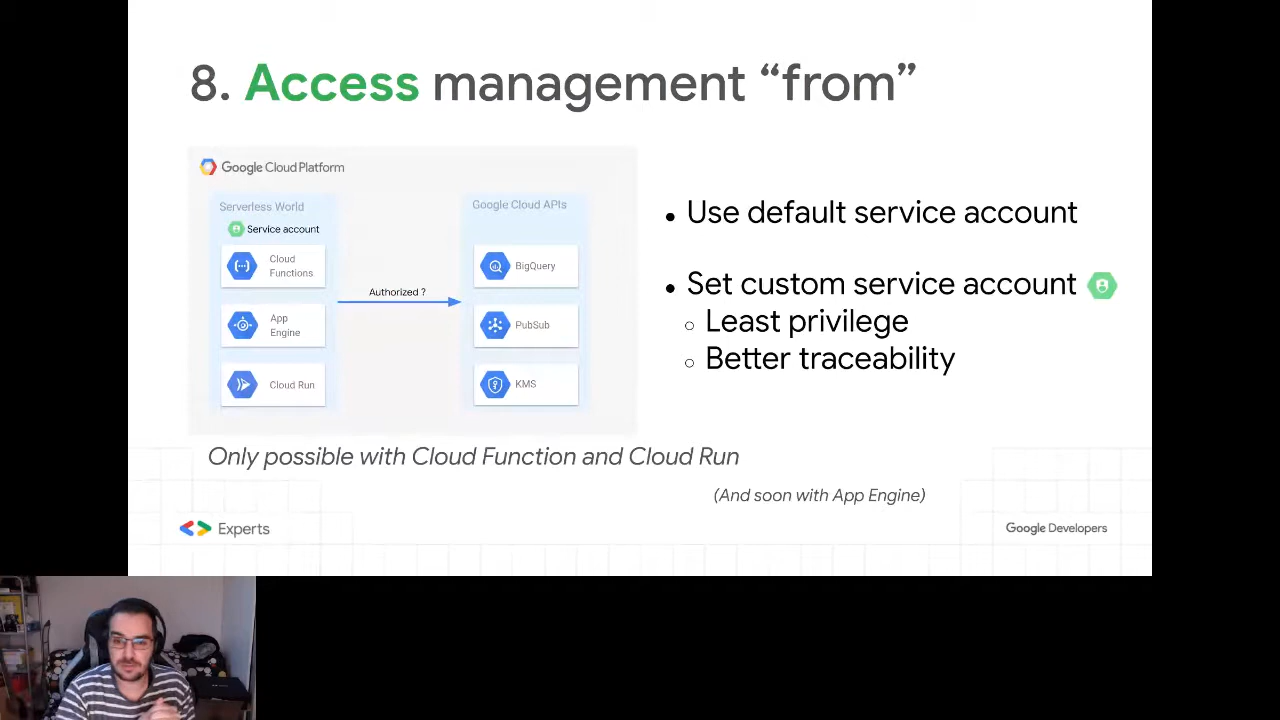 8. Access management “from”
Google Cloud Platform
Serverless World
Service account
Cloud
Functions
App
Engine
Cloud Run
Authorized ?
Google Cloud APIs
BigQuery
PubSub
KMS
• Use default service account
• Set custom service account
○ Least privilege
○ Better traceability
Only possible with Cloud Function and Cloud Run
(And soon with App Engine)
Experts
Google Developers